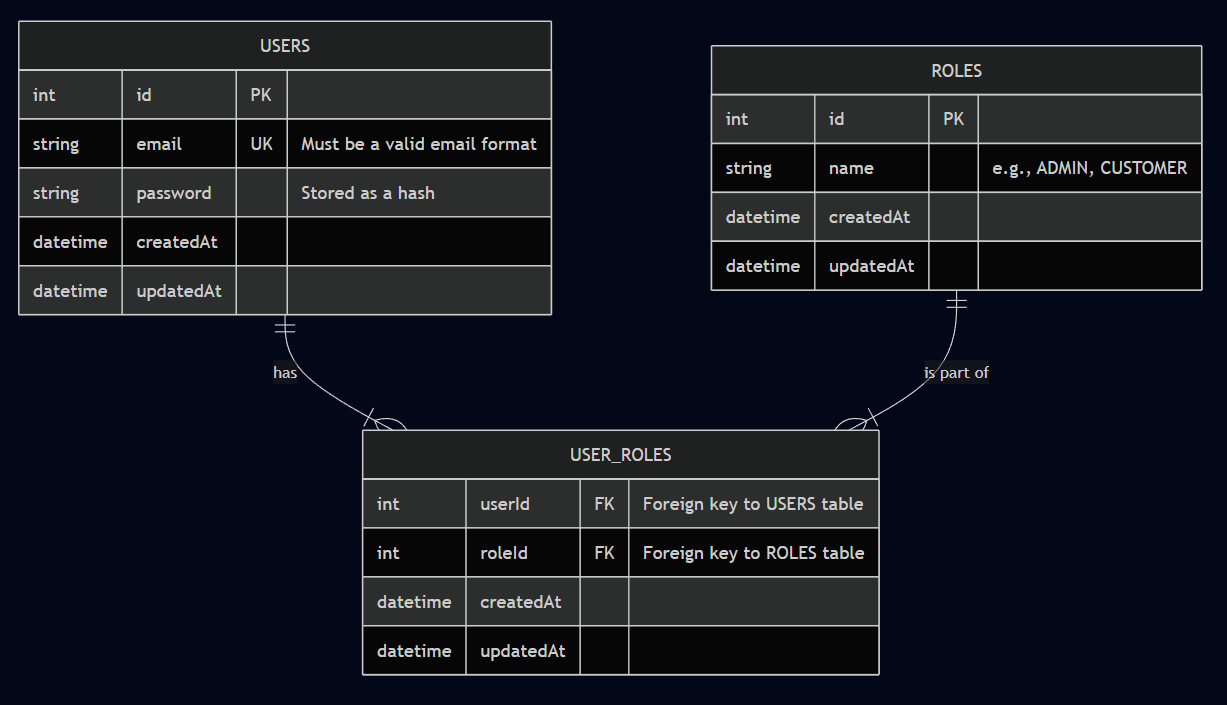 USERS
int id PK
string email UK Must be a valid email format
string password Stored as a hash
datetime createdAt
datetime updatedAt
ROLES
int id PK
string name e.g., ADMIN, CUSTOMER
datetime createdAt
datetime updatedAt
has
is part of
USER_ROLES
int userId FK Foreign key to USERS table
int roleId FK Foreign key to ROLES table
datetime createdAt
datetime updatedAt